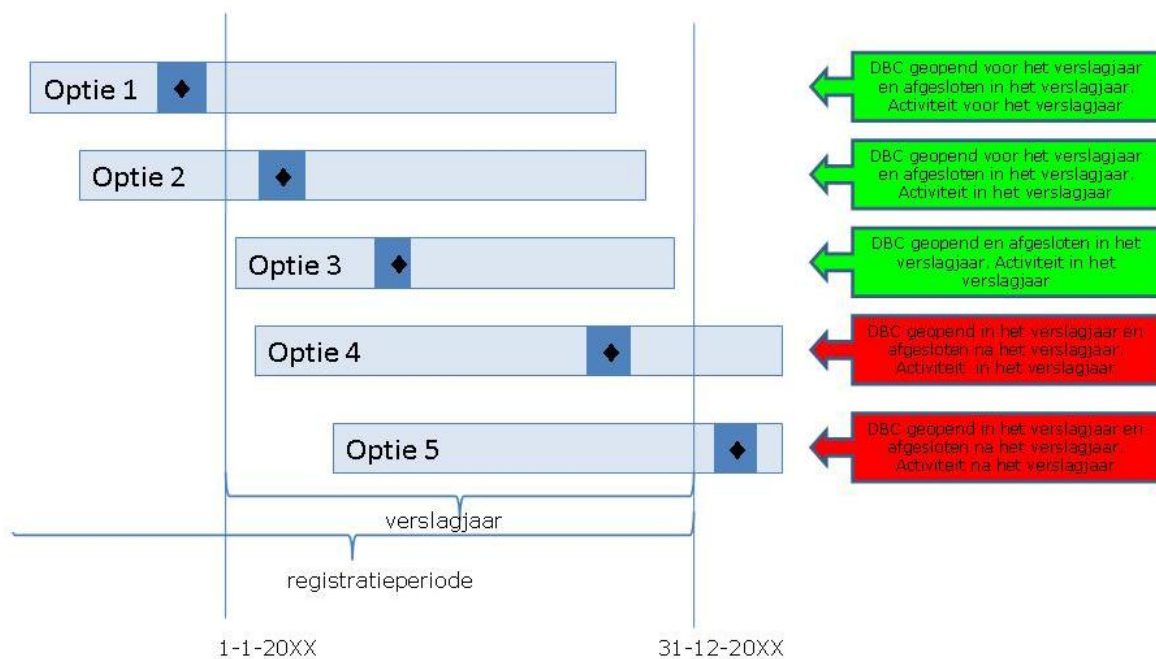 Optie 1
DBC geopend voor het verslagjaar
en afgesloten in het verslagjaar.
Activiteit voor het verslagjaar
Optie 2
DBC geopend voor het verslagjaar
en afgesloten in het verslagjaar.
Activiteit in het verslagjaar
Optie 3
DBC geopend en afgesloten in het
verslagjaar. Activiteit in het
verslagjaar
Optie 4
DBC geopend in het verslagjaar en
afgesloten na het verslagjaar.
Activiteit in het verslagjaar
Optie 5
DBC geopend in het verslagjaar en
afgesloten na het verslagjaar.
Activiteit na het verslagjaar
verslagjaar
registratieperiode
1-1-20XX
31-12-20XX